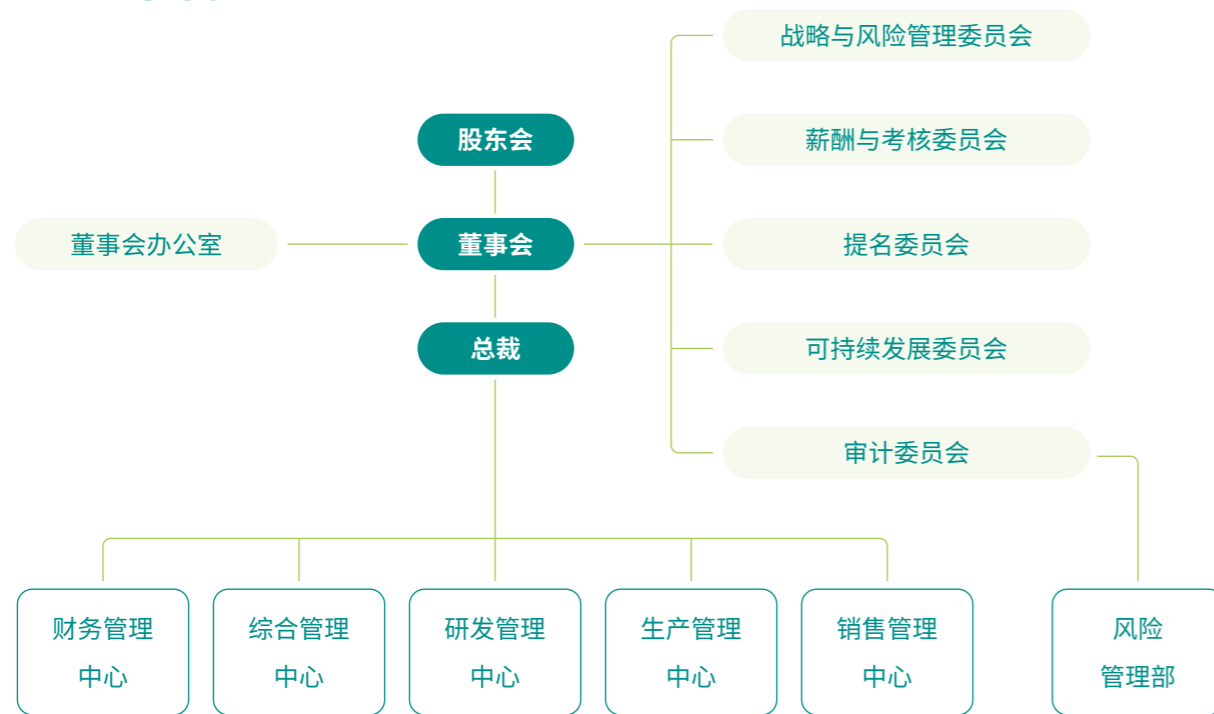 战略与风险管理委员会
股东会
薪酬与考核委员会
董事会办公室
董事会
提名委员会
总裁
可持续发展委员会
审计委员会
财务管理
中心
综合管理
中心
研发管理
中心
生产管理
中心
销售管理
中心
风险
管理部